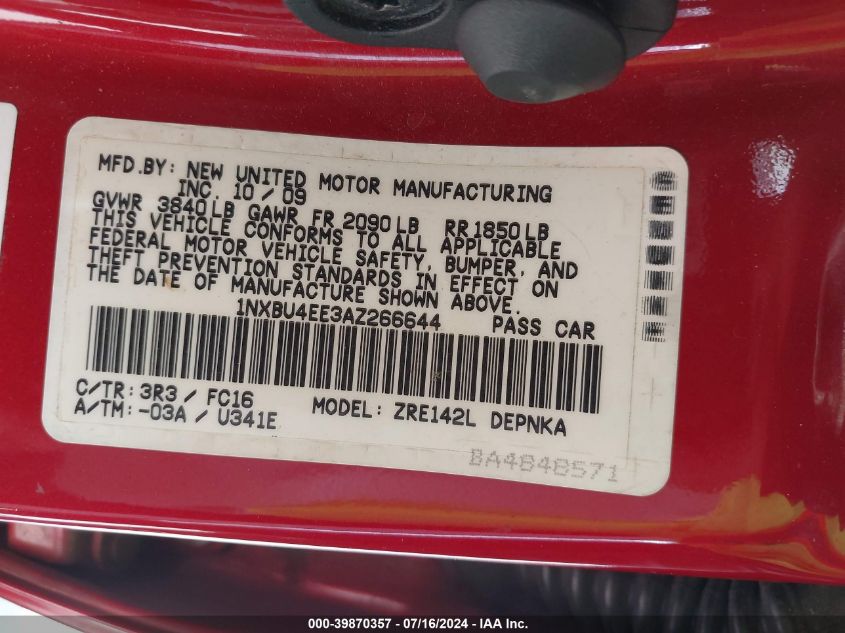 MFD.BY: NEW UNITED MOTOR MANUFACTURING
INC. 10/09
GVWR 3840LB GAWR FR 2090LB RR1850LB
THIS VEHICLE CONFORMS TO ALL APPLICABLE
FEDERAL MOTOR VEHICLE SAFETY, BUMPER, AND
THEFT PREVENTION STANDARDS IN EFFECT ON
THE DATE OF MANUFACTURE SHOWN ABOVE.
1NXBU4EE3AZ266644 PASS CAR
C/TR: 3R3 / FC16
A/TM: -03A / U341E MODEL: ZRE142L DEPNKA
BA4848571
000-39870357 - 07/16/2024 - IAA Inc.